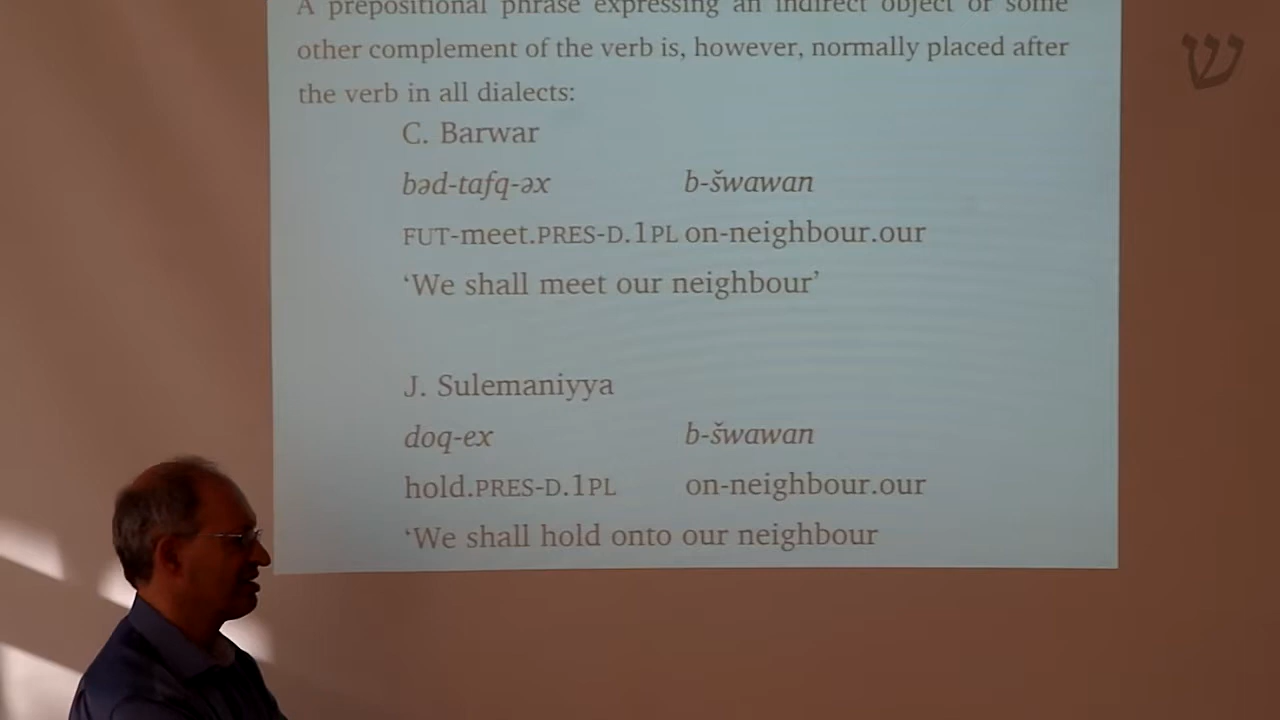 A prepositional phrase expressing an indirect object or some
other complement of the verb is, however, normally placed after
the verb in all dialects:
C. Barwar
bəd-tafq-əx b-šwawan
FUT-meet.PRES-D.1PL on-neighbour.our
‘We shall meet our neighbour’
J. Sulemaniyya
doq-ex b-šwawan
hold.PRES-D.1PL on-neighbour.our
‘We shall hold onto our neighbour
ש